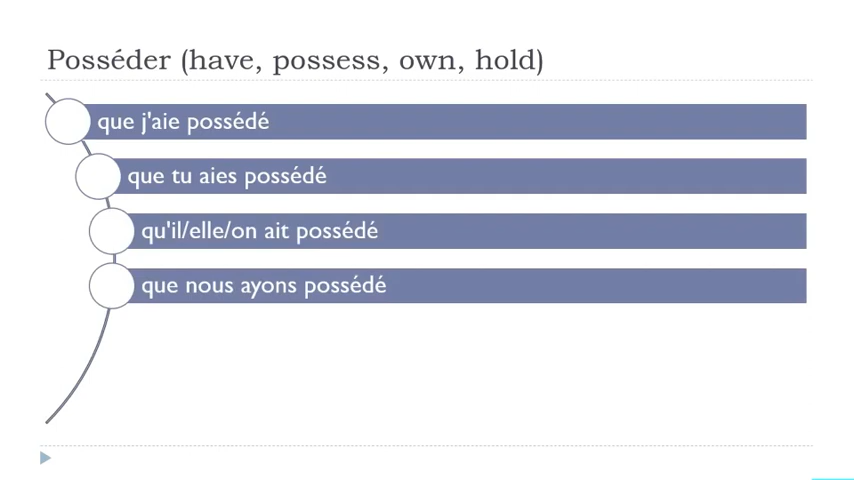 Posséder (have, possess, own, hold)
que j'aie possédé
que tu aies possédé
qu'il/elle/on ait possédé
que nous ayons possédé